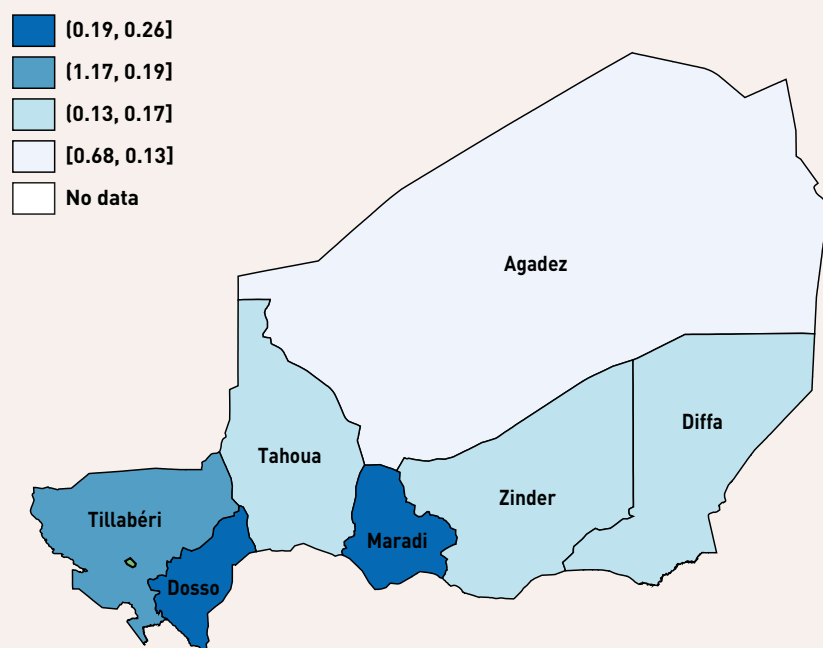 (0.19, 0.26]
(1.17, 0.19]
(0.13, 0.17]
[0.68, 0.13]
No data
Agadez
Diffa
Tahoua
Zinder
Tillabéri
Maradi
Dosso